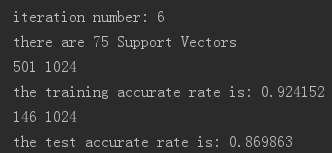 iteration number: 6
there are 75 Support Vectors
501 1024
the training accurate rate is: 0.924152
146 1024
the test accurate rate is: 0.869863